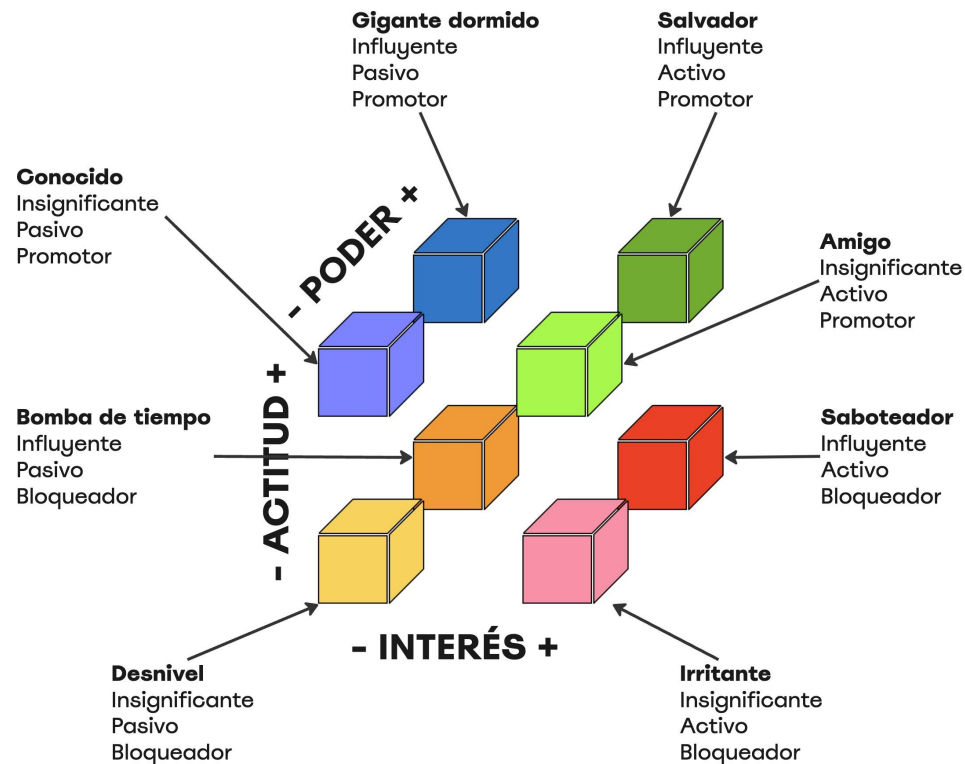 Gigante dormido
Influyente
Pasivo
Promotor
Salvador
Influyente
Activo
Promotor
Conocido
Insignificante
Pasivo
Promotor
- PODER +
Amigo
Insignificante
Activo
Promotor
- ACTITUD +
Bomba de tiempo
Influyente
Pasivo
Bloqueador
Saboteador
Influyente
Activo
Bloqueador
- INTERÉS +
Desnivel
Insignificante
Pasivo
Bloqueador
Irritante
Insignificante
Activo
Bloqueador